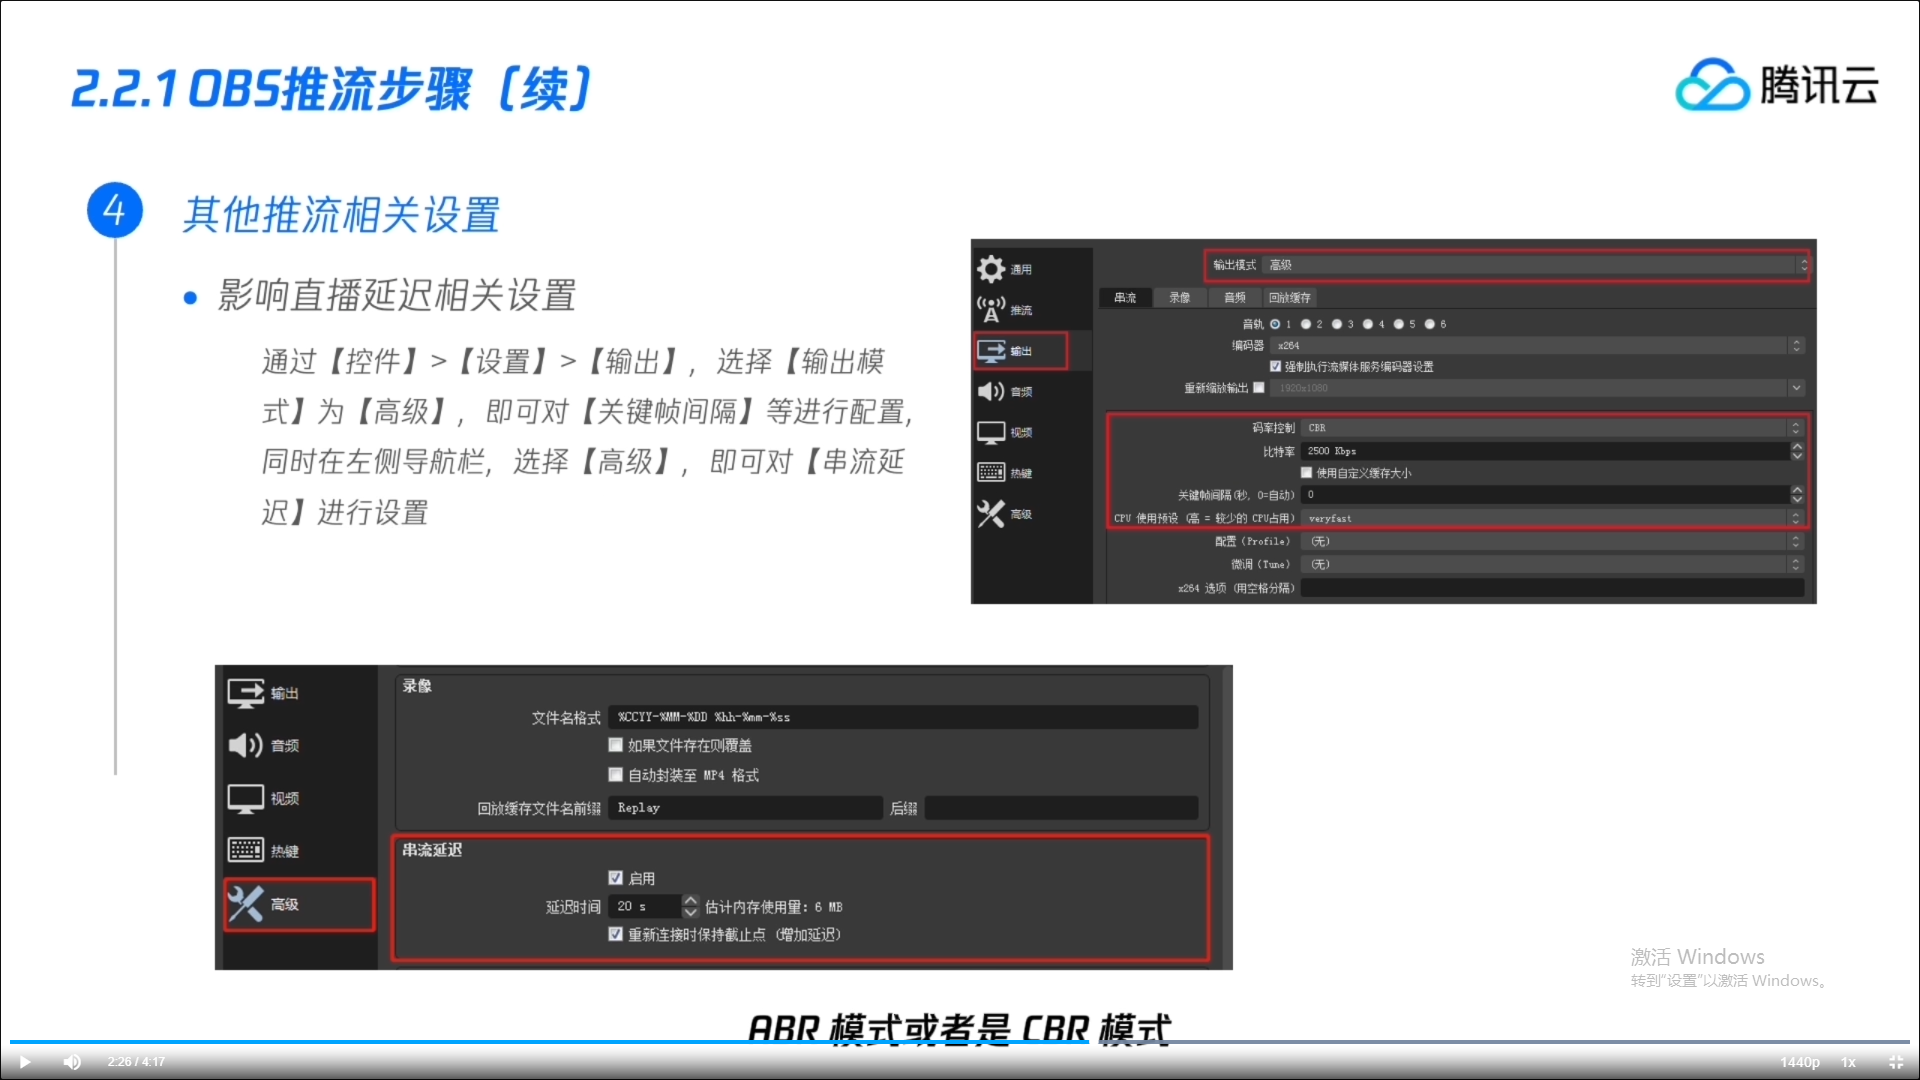 2.2.1 OBS推流步骤（续）
腾讯云
4
其他推流相关设置
影响直播延迟相关设置
通过【控件】>【设置】>【输出】，选择【输出模
式】为【高级】，即可对【关键帧间隔】等进行配置,
同时在左侧导航栏，选择【高级】，即可对【串流延
迟】进行设置
通用
推流
输出
音频
视频
热键
高级
输出模式 高级
串流 录像 音频 回放缓存
音轨 1 2 3 4 5 6
编码器 x264
强制执行流媒体服务编码器设置
重新缩放输出 1920x1080
码率控制 CBR
比特率 2500 Kbps
使用自定义缓存大小
关键帧间隔(秒, 0=自动) 0
CPU 使用预设 (高 = 较少的 CPU占用) veryfast
配置 (Profile) (无)
微调 (Tune) (无)
x264 选项 (用空格分隔)
输出
音频
视频
热键
高级
录像
文件名格式 %CCYY-%MM-%DD %hh-%mm-%ss
如果文件存在则覆盖
自动封装至 MP4 格式
回放缓存文件名前缀 Replay 后缀
串流延迟
启用
延迟时间 20 s 估计内存使用量: 6 MB
重新连接时保持截止点 (增加延迟)
激活 Windows
转到“设置”以激活 Windows。
ABR 模式或者是 CBR 模式
2:26 / 4:17
1440p 1x